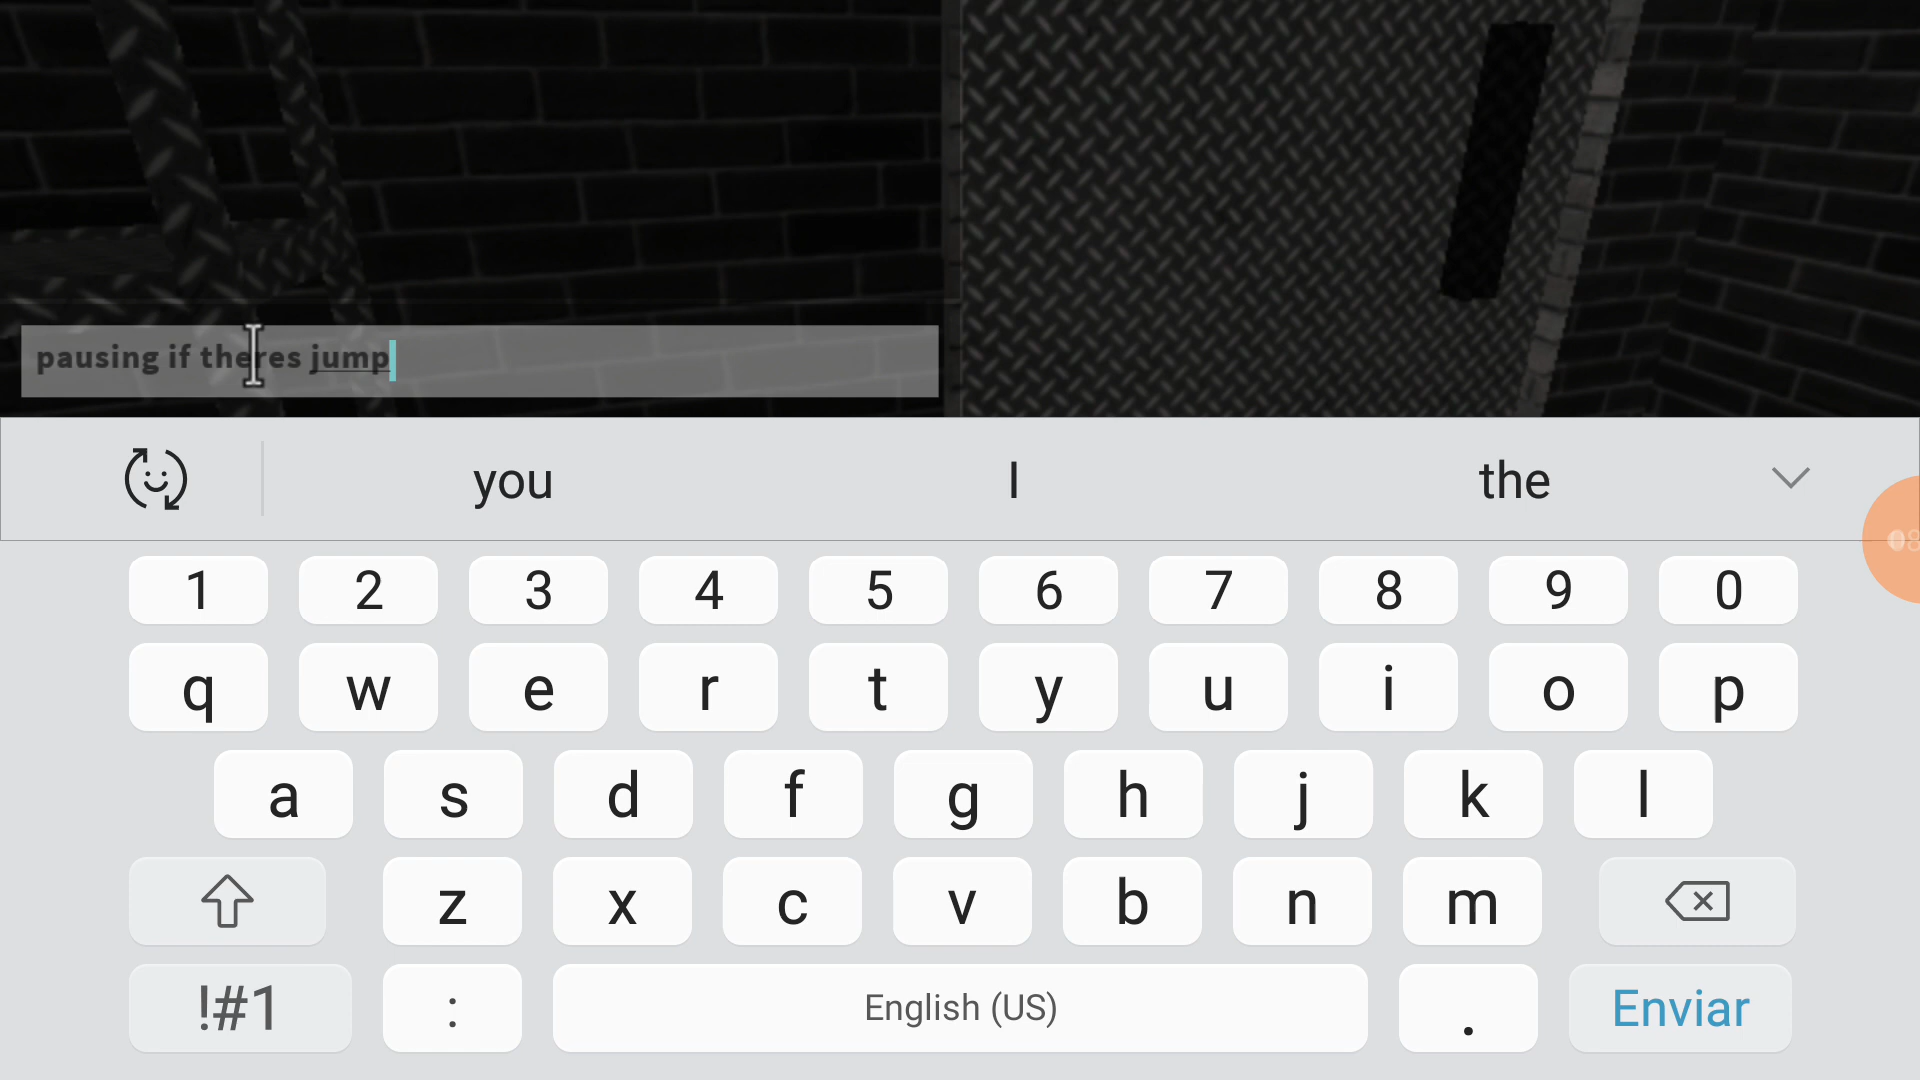 pausing if theres jump
you I the
08
1 2 3 4 5 6 7 8 9 0
q w e r t y u i o p
a s d f g h j k l
z x c v b n m
!#1 : English (US) . Enviar